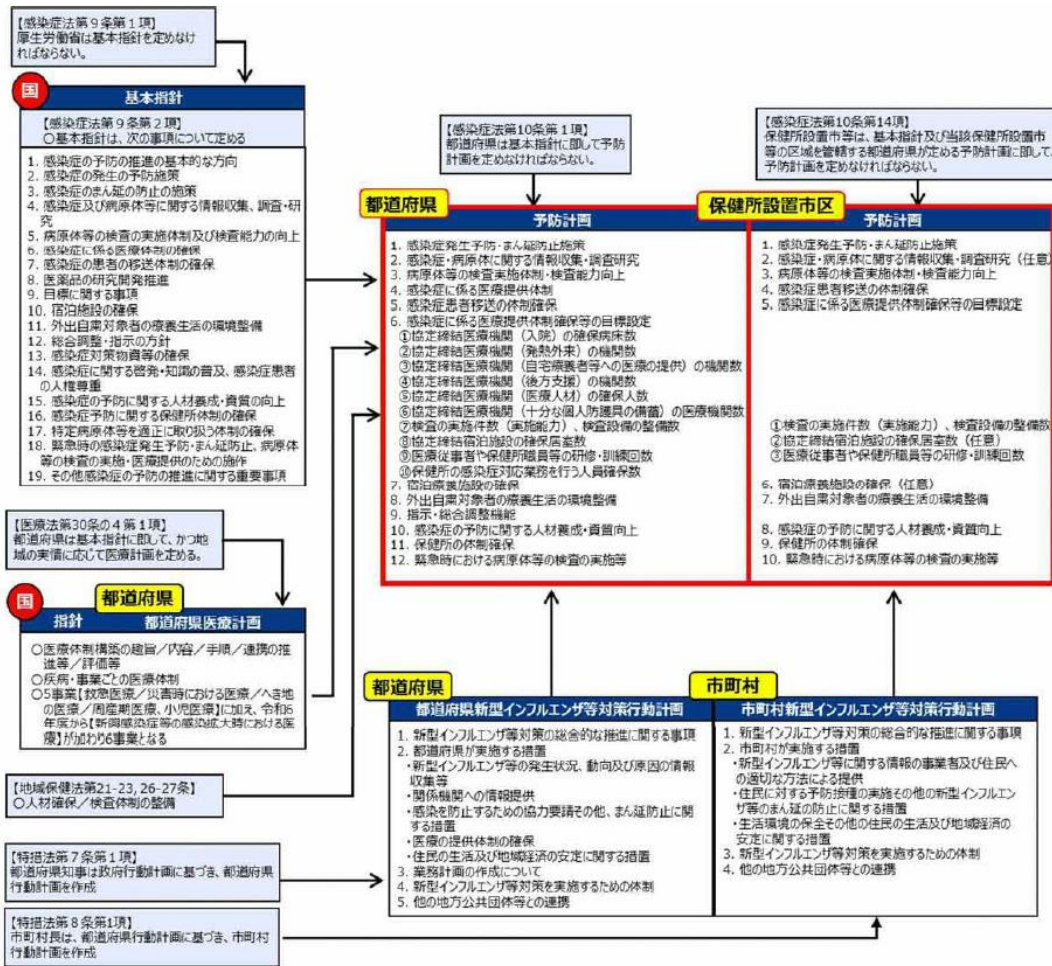 【感染症法第９条第１項】
厚生労働省は基本指針を定めなけ
ればならない。
国
基本指針
【感染症法第９条第２項】
○基本指針は、次の事項について定める
1. 感染症の予防の推進の基本的な方向
2. 感染症の発生の予防施策
3. 感染症のまん延の防止の施策
4. 感染症及び病原体等に関する情報収集、調査・研
究
5. 病原体等の検査の実施体制及び検査能力の向上
6. 感染症に係る医療体制の確保
7. 感染症の患者の移送体制の確保
8. 医薬品の研究開発推進
9. 目標に関する事項
10. 宿泊施設の確保
11. 外出自粛対象者の療養生活の環境整備
12. 総合調整・指示の方針
13. 感染症対策物資等の確保
14. 感染症に関する啓発・知識の普及、感染症患者
の人権尊重
15. 感染症の予防に関する人材養成・資質の向上
16. 感染症予防に関する保健所体制の確保
17. 特定病原体等を適正に取り扱う体制の確保
18. 緊急時の感染症発生予防・まん延防止、病原体
等の検査の実施・医療提供のための施作
19. その他感染症の予防の推進に関する重要事項
【医療法第30条の４第１項】
都道府県は基本指針に即して、かつ地
域の実情に応じて医療計画を定める。
国
都道府県
指針 都道府県医療計画
○医療体制構築の趣旨／内容／手順／連携の推
進等／評価等
○疾病・事業ごとの医療体制
○5事業【救急医療／災害時における医療／へき地
の医療／周産期医療、小児医療】に加え、令和6
年度から【新興感染症等の感染拡大時における医
療】が加わり6事業となる
【地域保健法第21-23, 26-27条】
○人材確保／検査体制の整備
【特措法第７条第１項】
都道府県知事は政府行動計画に基づき、都道府県
行動計画を作成
【特措法第８条第1項】
市町村長は、都道府県行動計画に基づき、市町村
行動計画を作成
【感染症法第10条第１項】
都道府県は基本指針に即して予防
計画を定めなければならない。
【感染症法第10条第14項】
保健所設置市等は、基本指針及び当該保健所設置市
等の区域を管轄する都道府県が定める予防計画に即して、
予防計画を定めなければならない。
都道府県
予防計画
1. 感染症発生予防・まん延防止施策
2. 感染症・病原体に関する情報収集・調査研究
3. 病原体等の検査実施体制・検査能力向上
4. 感染症に係る医療提供体制
5. 感染症患者移送の体制確保
6. 感染症に係る医療提供体制確保等の目標設定
①協定締結医療機関（入院）の確保病床数
②協定締結医療機関（発熱外来）の機関数
③協定締結医療機関（自宅療養者等への医療の提供）の機関数
④協定締結医療機関（後方支援）の機関数
⑤協定締結医療機関（医療人材）の確保人数
⑥協定締結医療機関（十分な個人防護具の備蓄）の医療機関数
⑦検査の実施件数（実施能力）、検査設備の整備数
⑧協定締結宿泊施設の確保居室数
⑨医療従事者や保健所職員等の研修・訓練回数
⑩保健所の感染症対応業務を行う人員確保数
7. 宿泊療養施設の確保
8. 外出自粛対象者の療養生活の環境整備
9. 指示・総合調整機能
10. 感染症の予防に関する人材養成・資質向上
11. 保健所の体制確保
12. 緊急時における病原体等の検査の実施等
保健所設置市区
予防計画
1. 感染症発生予防・まん延防止施策
2. 感染症・病原体に関する情報収集・調査研究（任意）
3. 病原体等の検査実施体制・検査能力向上
4. 感染症患者移送の体制確保
5. 感染症に係る医療提供体制確保等の目標設定
①検査の実施件数（実施能力）、検査設備の整備数
②協定締結宿泊施設の確保居室数（任意）
③医療従事者や保健所職員等の研修・訓練回数
6. 宿泊療養施設の確保（任意）
7. 外出自粛対象者の療養生活の環境整備
8. 感染症の予防に関する人材養成・資質向上
9. 保健所の体制確保
10. 緊急時における病原体等の検査の実施等
都道府県
都道府県新型インフルエンザ等対策行動計画
1. 新型インフルエンザ等対策の総合的な推進に関する事項
2. 都道府県が実施する措置
・新型インフルエンザ等の発生状況、動向及び原因の情報
収集等
・関係機関への情報提供
・感染を防止するための協力要請その他、まん延防止に関
する措置
・医療の提供体制の確保
・住民の生活及び地域経済の安定に関する措置
3. 業務計画の作成について
4. 新型インフルエンザ等対策を実施するための体制
5. 他の地方公共団体等との連携
市町村
市町村新型インフルエンザ等対策行動計画
1. 新型インフルエンザ等対策の総合的な推進に関する事項
2. 市町村が実施する措置
・新型インフルエンザ等に関する情報の事業者及び住民へ
の適切な方法による提供
・住民に対する予防接種の実施その他の新型インフルエン
ザ等のまん延の防止に関する措置
・生活環境の保全その他の住民の生活及び地域経済の
安定に関する措置
3. 新型インフルエンザ等対策を実施するための体制
4. 他の地方公共団体等との連携